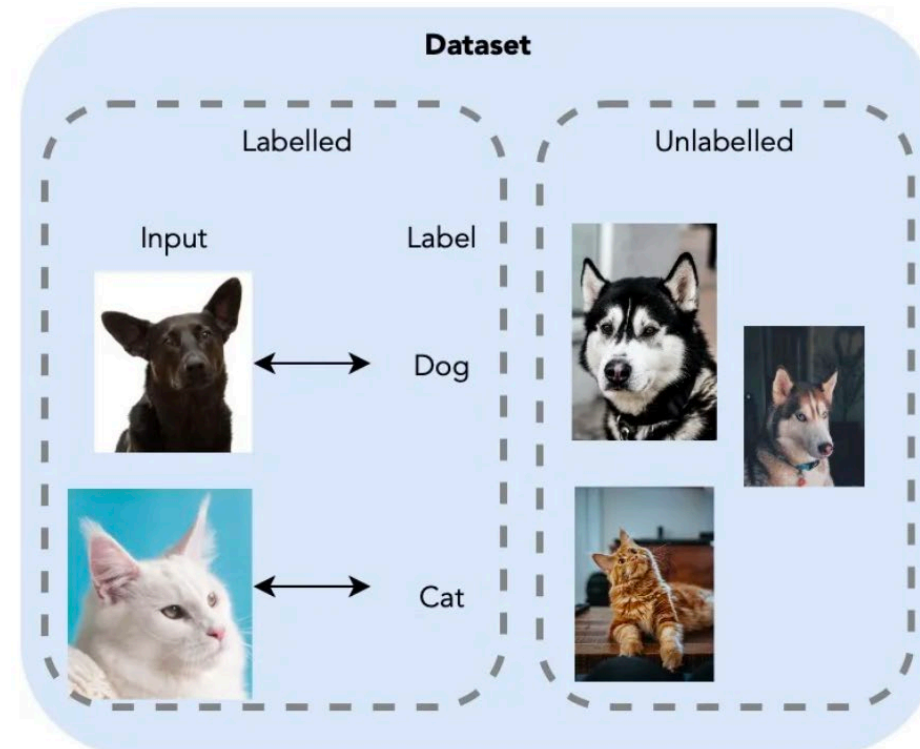 Dataset
Labelled
Unlabelled
Input
Label
Dog
Cat